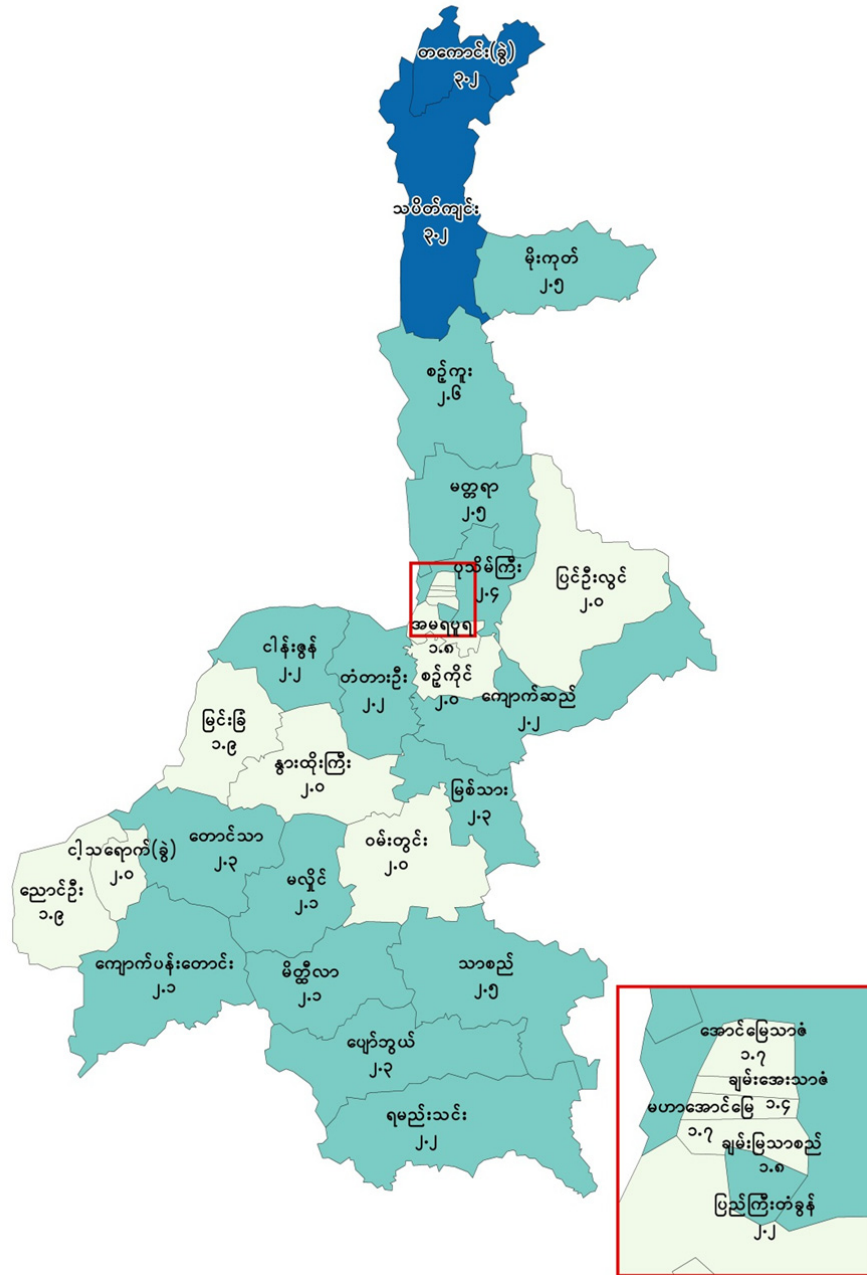 တကောင်း(ခွဲ)
၃.၂
သပိတ်ကျင်း
၃.၂
မိုးကုတ်
၂.၅
စဉ့်ကူး
၂.၆
မတ္တရာ
၂.၅
ပုသိမ်ကြီး
၂.၄
ပြင်ဦးလွင်
၂.၀
အမရပူရ
၁.၈
စဉ့်ကိုင်
၂.၀
ငါန်းဇွန်
၂.၂
တံတားဦး
၂.၂
ကျောက်ဆည်
၂.၂
မြင်းခြံ
၁.၉
နွားထိုးကြီး
၂.၀
မြစ်သား
၂.၃
တောင်သာ
၂.၃
ဝမ်းတွင်း
၂.၀
ငါ့သရောက်(ခွဲ)
၂.၀
ညောင်ဦး
၁.၉
မလှိုင်
၂.၁
ကျောက်ပန်းတောင်း
၂.၁
မိတ္ထီလာ
၂.၁
သာစည်
၂.၅
ပျော်ဘွယ်
၂.၃
ရမည်းသင်း
၂.၂
အောင်မြေသာဇံ
၁.၇
ချမ်းအေးသာဇံ
၁.၄
မဟာအောင်မြေ
၁.၇
ချမ်းမြသာစည်
၁.၈
ပြည်ကြီးတံခွန်
၂.၂